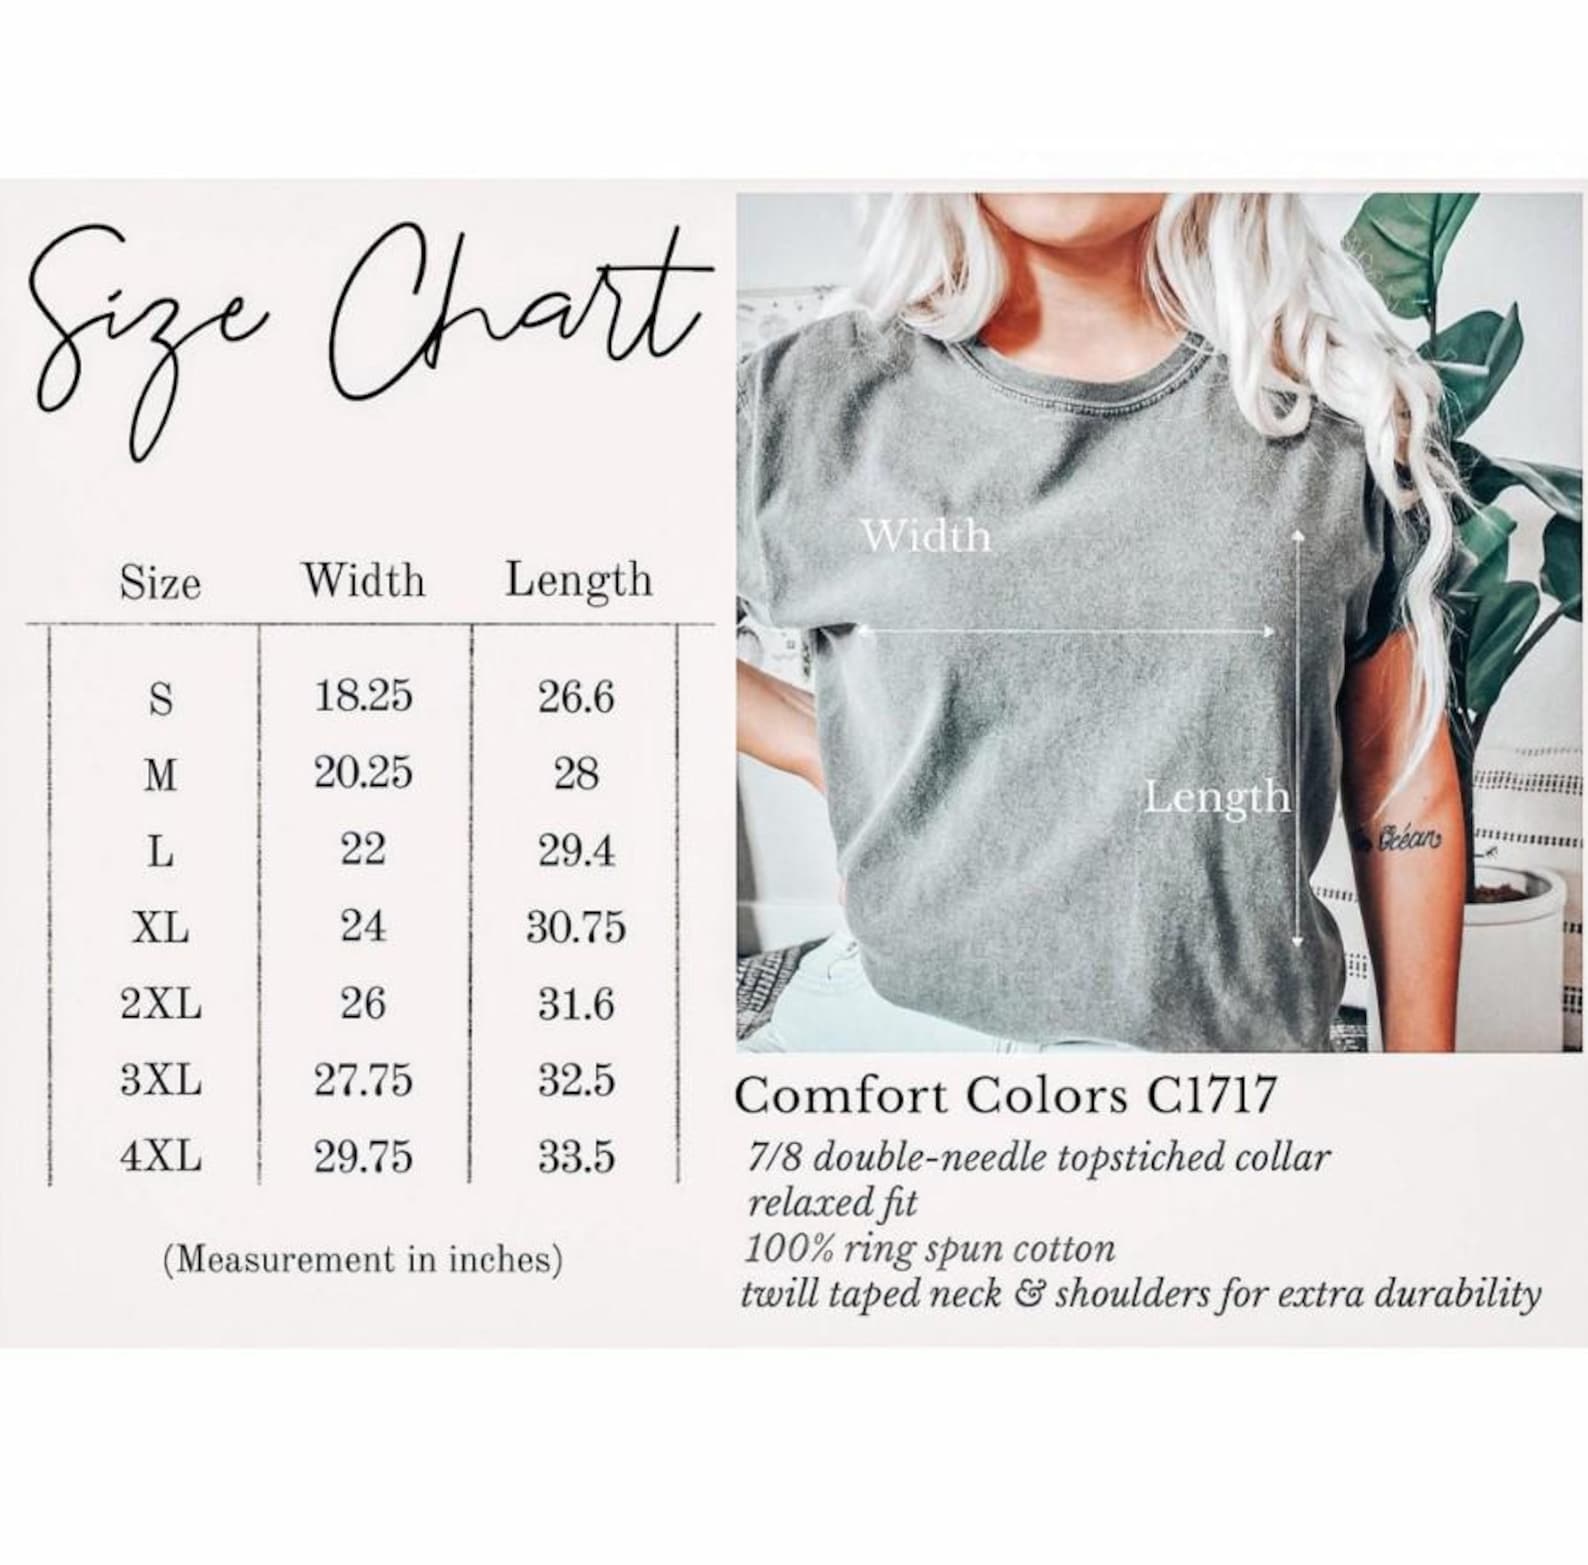 Size Chart
Size Width Length
S 18.25 26.6
M 20.25 28
L 22 29.4
XL 24 30.75
2XL 26 31.6
3XL 27.75 32.5
4XL 29.75 33.5
(Measurement in inches)
Width
Length
Océan
Comfort Colors C1717
7/8 double-needle topstiched collar
relaxed fit
100% ring spun cotton
twill taped neck & shoulders for extra durability